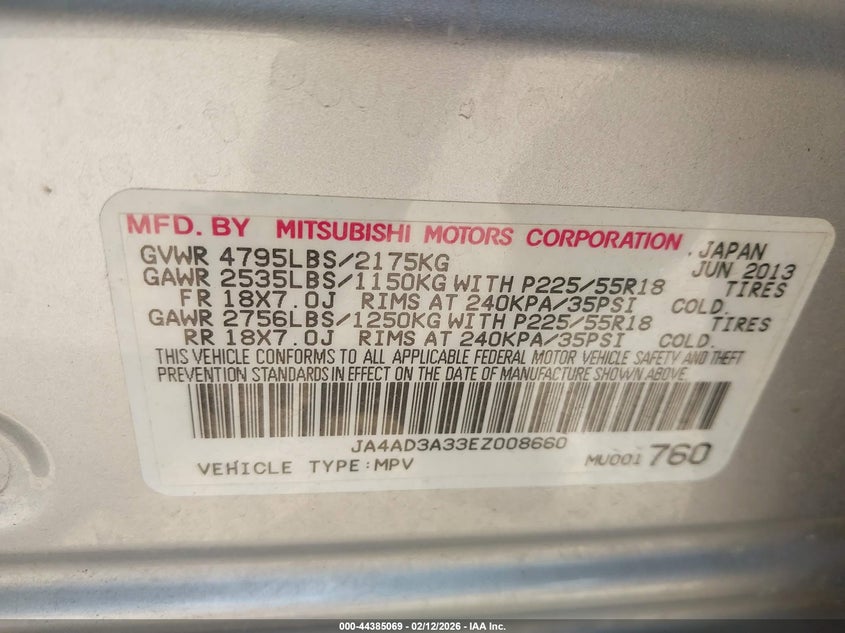 MFD. BY MITSUBISHI MOTORS CORPORATION . JAPAN
GVWR 4795LBS/2175KG JUN 2013
GAWR 2535LBS/1150KG WITH P225/55R18 TIRES
FR 18X7.0J RIMS AT 240KPA/35PSI COLD.
GAWR 2756LBS/1250KG WITH P225/55R18 TIRES
RR 18X7.0J RIMS AT 240KPA/35PSI COLD.
THIS VEHICLE CONFORMS TO ALL APPLICABLE FEDERAL MOTOR VEHICLE SAFETY AND THEFT
PREVENTION STANDARDS IN EFFECT ON THE DATE OF MANUFACTURE SHOWN ABOVE.
JA4AD3A33EZ008660
VEHICLE TYPE:MPV MU001 760
000-44385069 - 02/12/2026 - IAA Inc.